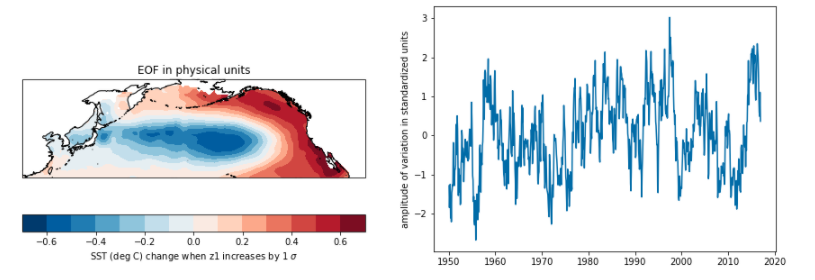 EOF in physical units
−0.6 −0.4 −0.2 0.0 0.2 0.4 0.6
SST (deg C) change when z1 increases by 1 σ
amplitude of variation in standardized units
3
2
1
0
−1
−2
1950 1960 1970 1980 1990 2000 2010 2020